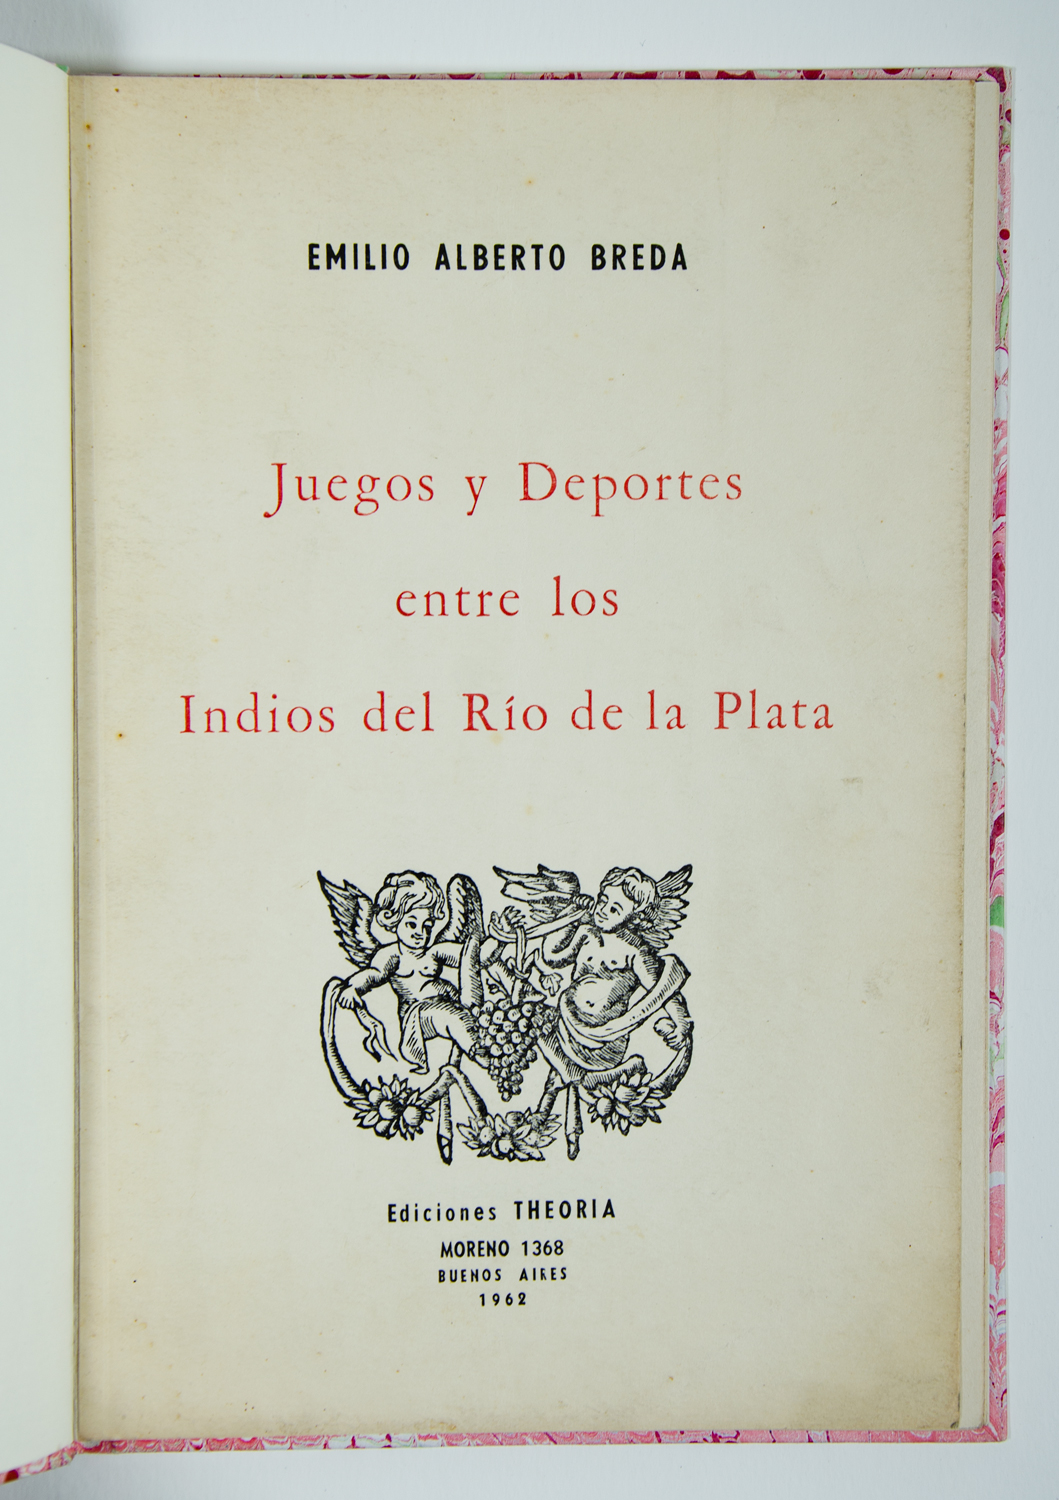 EMILIO ALBERTO BREDA
Juegos y Deportes
entre los
Indios del Río de la Plata
Ediciones THEORIA
MORENO 1368
BUENOS AIRES
1962